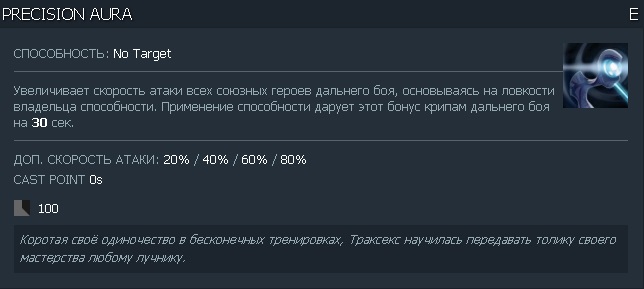 PRECISION AURA E
СПОСОБНОСТЬ: No Target
Увеличивает скорость атаки всех союзных героев дальнего боя, основываясь на ловкости
владельца способности. Применение способности дарует этот бонус крипам дальнего боя
на 30 сек.
ДОП. СКОРОСТЬ АТАКИ: 20% / 40% / 60% / 80%
CAST POINT 0s
100
Коротая своё одиночество в бесконечных тренировках, Траксекс научилась передавать толику своего
мастерства любому лучнику.